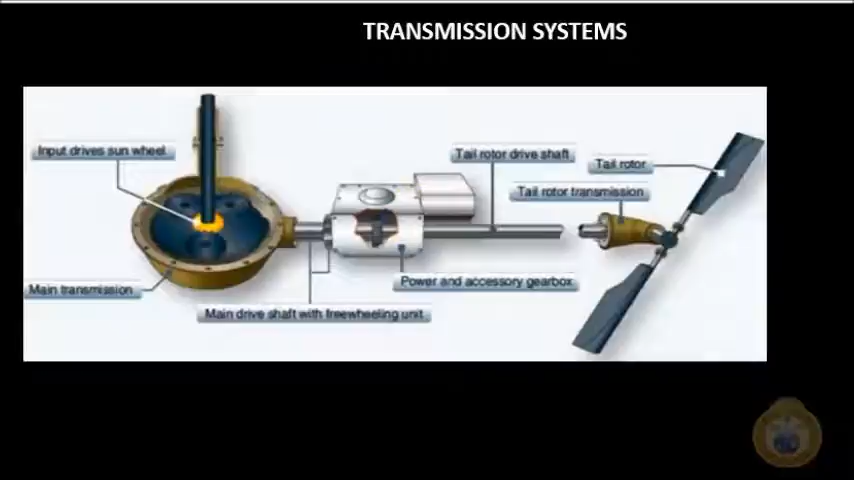 TRANSMISSION SYSTEMS
Input drives sun wheel
Tail rotor drive shaft
Tail rotor
Tail rotor transmission
Main transmission
Power and accessory gearbox
Main drive shaft with freewheeling unit